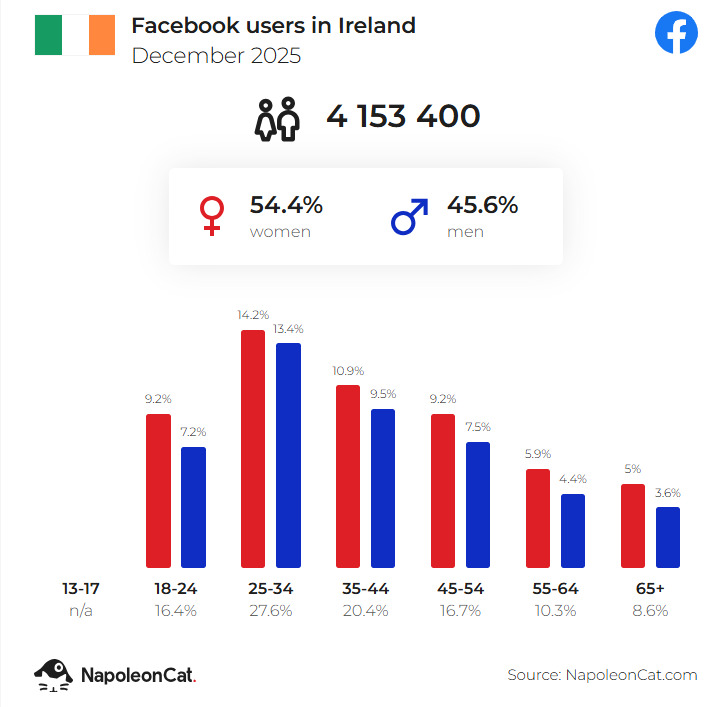 Facebook users in Ireland
December 2025
4 153 400
54.4%
women
45.6%
men
14.2%
13.4%
10.9%
9.2%
9.5%
9.2%
7.2%
7.5%
5.9%
4.4%
5%
3.6%
13-17 18-24 25-34 35-44 45-54 55-64 65+
n/a 16.4% 27.6% 20.4% 16.7% 10.3% 8.6%
NapoleonCat.
Source: NapoleonCat.com